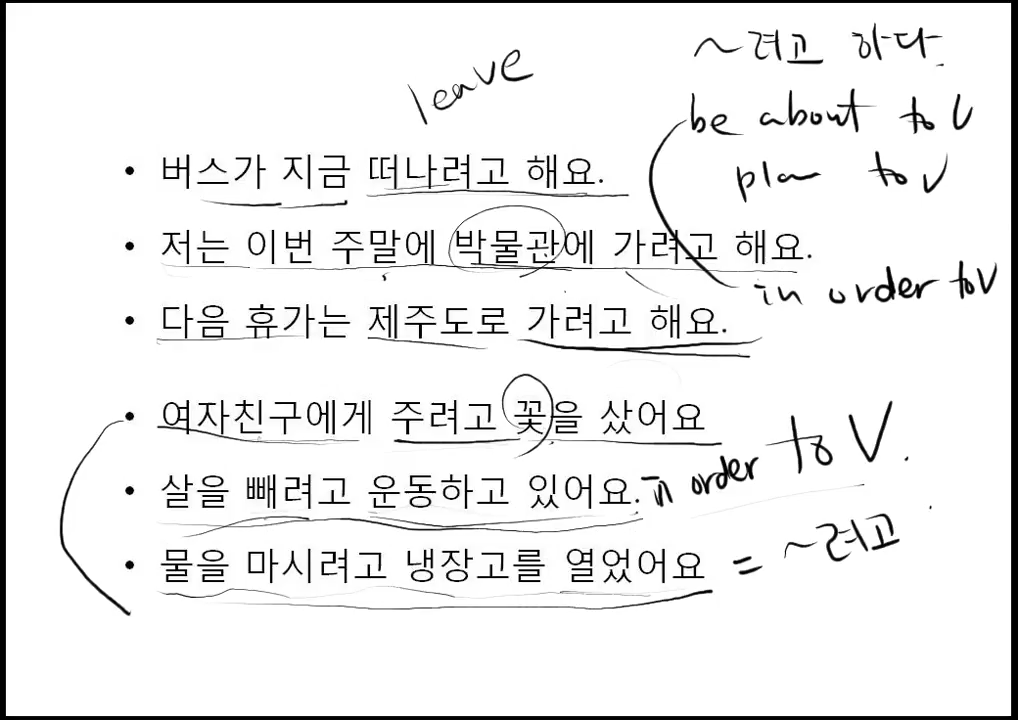 ~려고 하다
leave
be about to V
plan to V
• 버스가 지금 떠나려고 해요.
• 저는 이번 주말에 박물관에 가려고 해요.
in order to V
• 다음 휴가는 제주도로 가려고 해요.
• 여자친구에게 주려고 꽃을 샀어요
• 살을 빼려고 운동하고 있어요.
in order to V.
• 물을 마시려고 냉장고를 열었어요
= ~려고